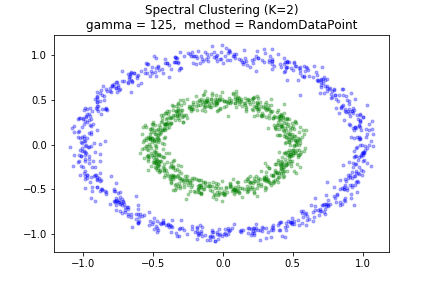 Spectral Clustering (K=2)
gamma = 125,  method = RandomDataPoint
1.0
0.5
0.0
−0.5
−1.0
−1.0 −0.5 0.0 0.5 1.0